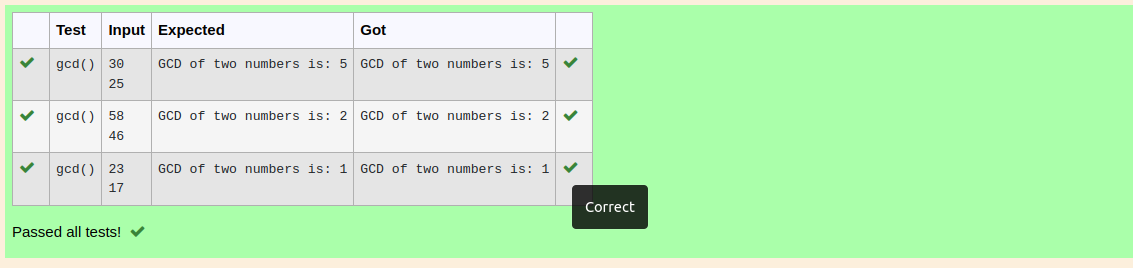 Test Input Expected Got
gcd() 30 GCD of two numbers is: 5 GCD of two numbers is: 5
25
gcd() 58 GCD of two numbers is: 2 GCD of two numbers is: 2
46
gcd() 23 GCD of two numbers is: 1 GCD of two numbers is: 1
17
Correct
Passed all tests!